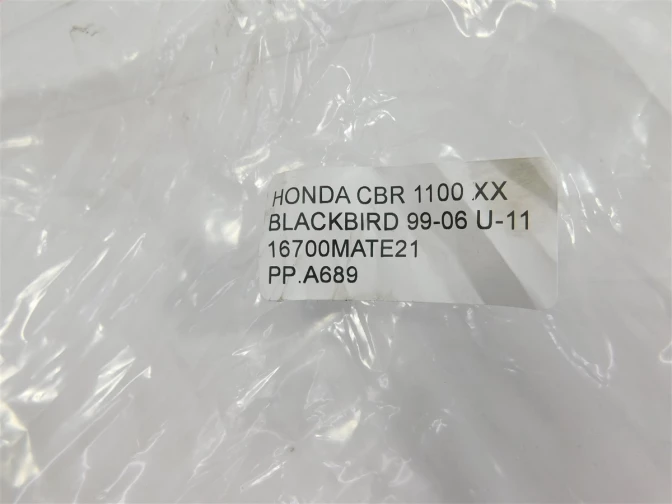 HONDA CBR 1100 XX
BLACKBIRD 99-06 U-11
16700MATE21
PP.A689